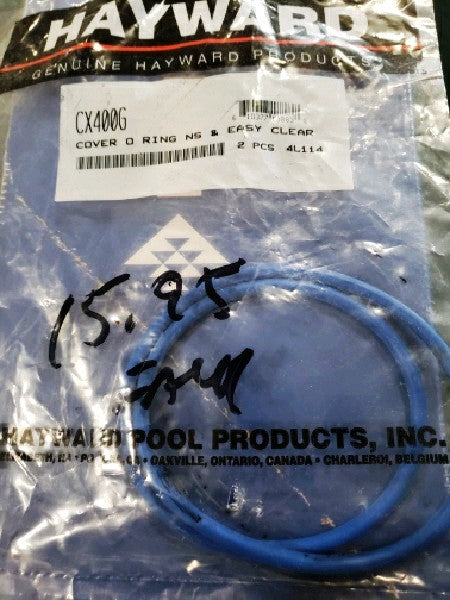 HAYWARD
GENUINE HAYWARD PRODUCTS
CX400G
COVER O RING NS & EASY CLEAR
2 PCS 4L114
15.95
HAYWARD POOL PRODUCTS, INC.
OAKVILLE, ONTARIO, CANADA • CHARLEROI, BELGIUM